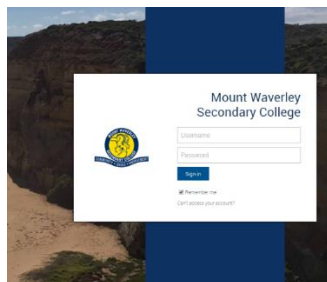 Mount Waverley
Secondary College
Username
Password
Sign in
Remember me
Can't access your account?